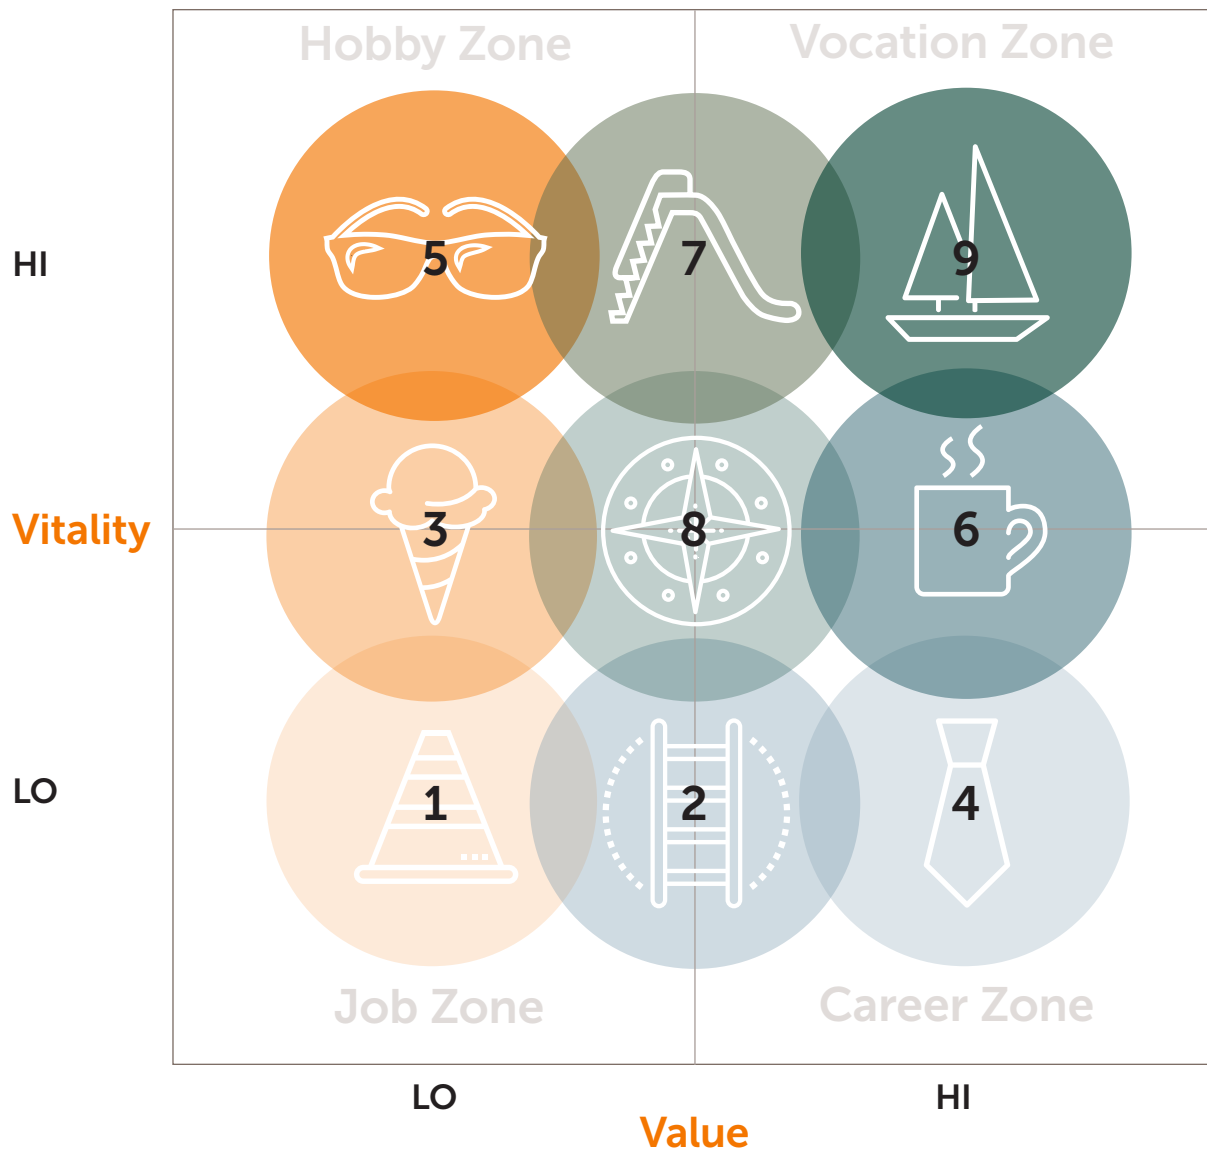 Hobby Zone
Vocation Zone
HI
5
7
9
Vitality
3
8
6
LO
1
2
4
Job Zone
Career Zone
LO
HI
Value